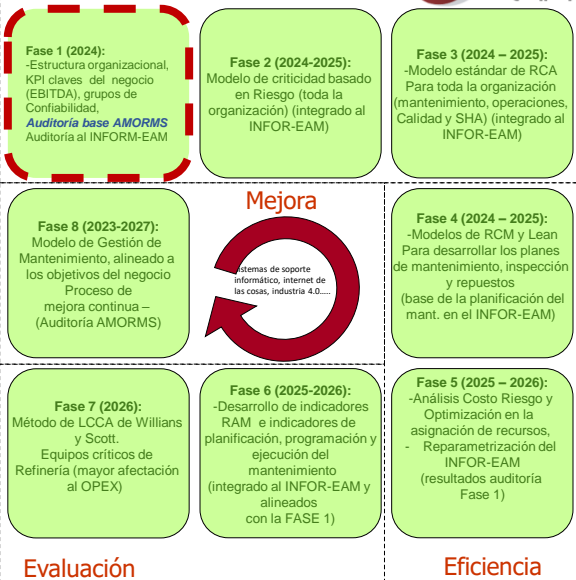 Fase 1 (2024):
-Estructura organizacional,
KPI claves del negocio
(EBITDA), grupos de
Confiabilidad,
Auditoría base AMORMS
Auditoría al INFORM-EAM
Fase 2 (2024-2025):
Modelo de criticidad basado
en Riesgo (toda la
organización) (integrado al
INFOR-EAM)
Fase 3 (2024 – 2025):
-Modelo estándar de RCA
Para toda la organización
(mantenimiento, operaciones,
Calidad y SHA) (integrado al
INFOR-EAM)
Mejora
Fase 8 (2023-2027):
Modelo de Gestión de
Mantenimiento, alineado a
los objetivos del negocio
Proceso de
mejora continua –
(Auditoría AMORMS)
istemas de soporte
informático, internet de
las cosas, industria 4.0.....
Fase 4 (2024 – 2025):
-Modelos de RCM y Lean
Para desarrollar los planes
de mantenimiento, inspección
y repuestos
(base de la planificación del
mant. en el INFOR-EAM)
Fase 7 (2026):
Método de LCCA de Willians
y Scott.
Equipos críticos de
Refinería (mayor afectación
al OPEX)
Fase 6 (2025-2026):
-Desarrollo de indicadores
RAM e indicadores de
planificación, programación y
ejecución del
mantenimiento
(integrado al INFOR-EAM y
alineados
con la FASE 1)
Fase 5 (2025 – 2026):
-Análisis Costo Riesgo y
Optimización en la
asignación de recursos,
- Reparametrización del
INFOR-EAM
(resultados auditoría
Fase 1)
Evaluación
Eficiencia